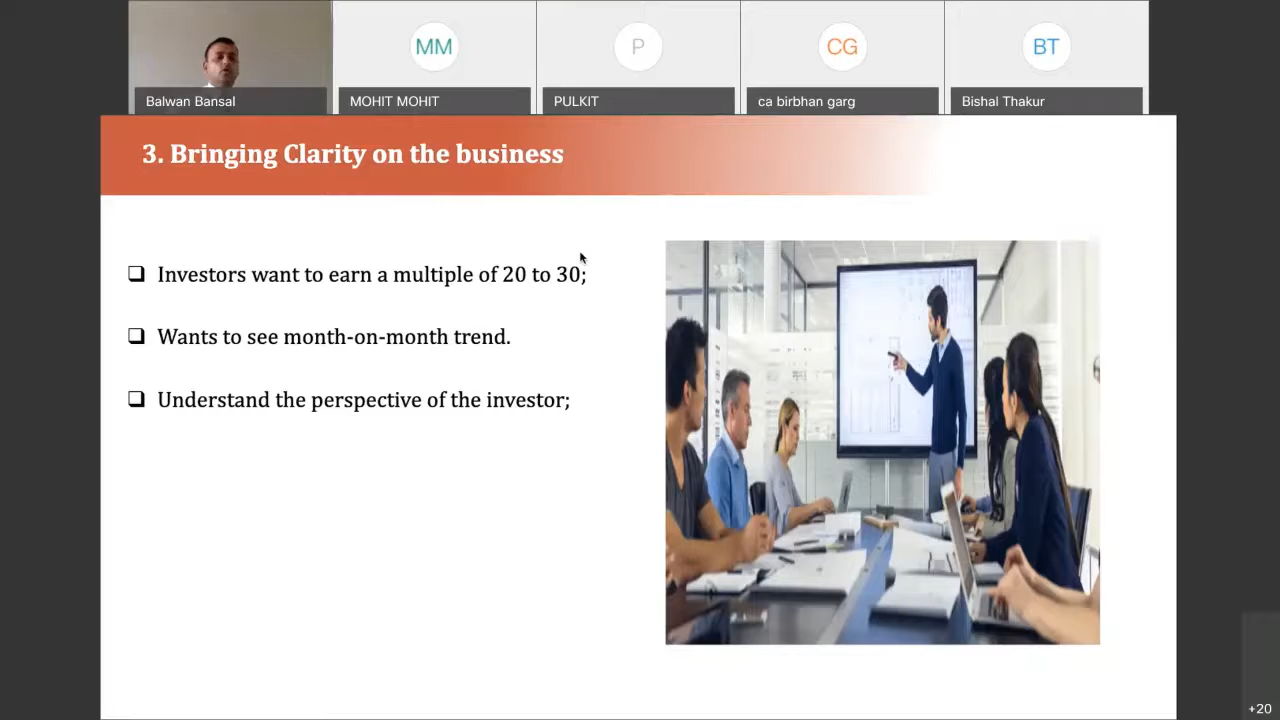 MM
P
CG
BT
Balwan Bansal
MOHIT MOHIT
PULKIT
ca birbhan garg
Bishal Thakur
3. Bringing Clarity on the business
❑ Investors want to earn a multiple of 20 to 30;
❑ Wants to see month-on-month trend.
❑ Understand the perspective of the investor;
+20